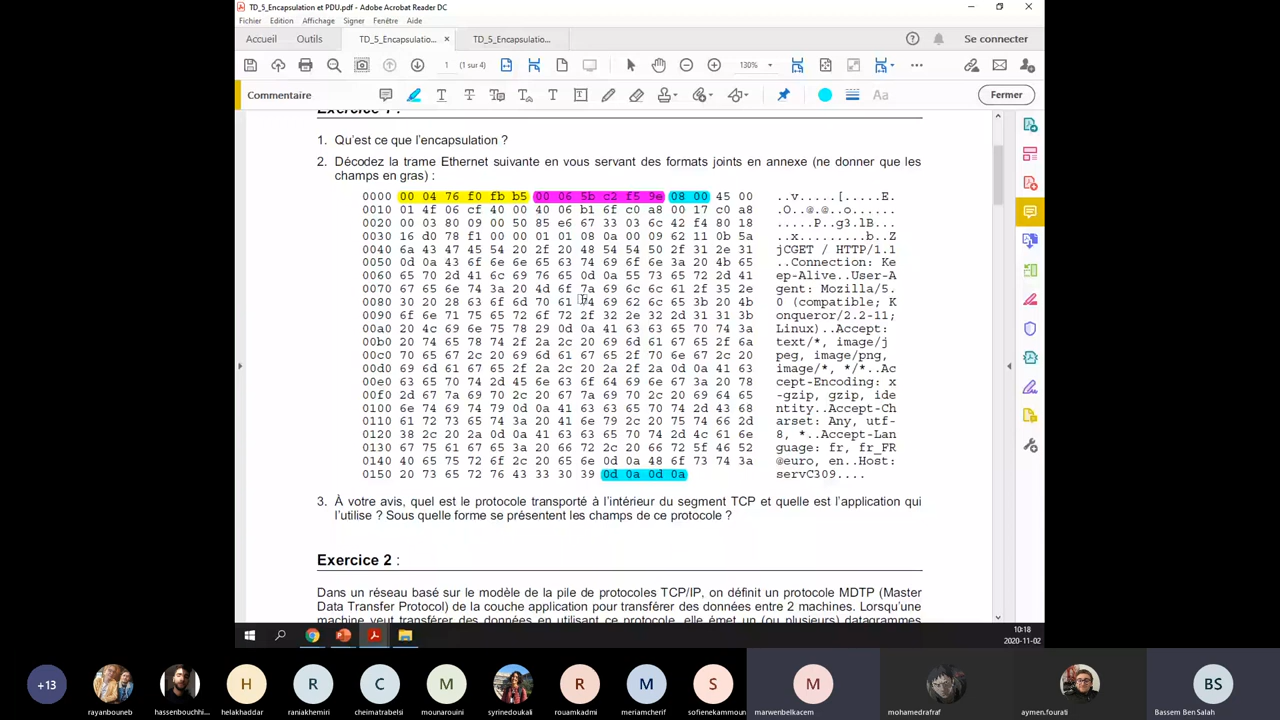 TD_5_Encapsulation et PDU.pdf - Adobe Acrobat Reader DC
Fichier Edition Affichage Signer Fenêtre Aide
Accueil Outils TD_5_Encapsulatio... × TD_5_Encapsulatio... Se connecter
1 (1 sur 4) 130%
Commentaire Fermer
Exercice 1 :
1. Qu'est ce que l'encapsulation ?
2. Décodez la trame Ethernet suivante en vous servant des formats joints en annexe (ne donner que les
champs en gras) :
0000 00 04 76 f0 fb b5 00 06 5b c2 f5 9e 08 00 45 00 ..v.....[.....E.
0010 01 4f 06 cf 40 00 40 06 b1 6f c0 a8 00 17 c0 a8 .O..@.@..o......
0020 00 03 80 09 00 50 85 e6 67 33 03 6c 42 f4 80 18 .....P..g3.lB...
0030 16 d0 78 f1 00 00 01 01 08 0a 00 09 62 11 0b 5a ..x.........b..Z
0040 6a 43 47 45 54 20 2f 20 48 54 54 50 2f 31 2e 31 jCGET / HTTP/1.1
0050 0d 0a 43 6f 6e 6e 65 63 74 69 6f 6e 3a 20 4b 65 ..Connection: Ke
0060 65 70 2d 41 6c 69 76 65 0d 0a 55 73 65 72 2d 41 ep-Alive..User-A
0070 67 65 6e 74 3a 20 4d 6f 7a 69 6c 6c 61 2f 35 2e gent: Mozilla/5.
0080 30 20 28 63 6f 6d 70 61 74 69 62 6c 65 3b 20 4b 0 (compatible; K
0090 6f 6e 71 75 65 72 6f 72 2f 32 2e 32 2d 31 31 3b onqueror/2.2-11;
00a0 20 4c 69 6e 75 78 29 0d 0a 41 63 63 65 70 74 3a Linux)..Accept:
00b0 20 74 65 78 74 2f 2a 2c 20 69 6d 61 67 65 2f 6a text/*, image/j
00c0 70 65 67 2c 20 69 6d 61 67 65 2f 70 6e 67 2c 20 peg, image/png,
00d0 69 6d 61 67 65 2f 2a 2c 20 2a 2f 2a 0d 0a 41 63 image/*, */*..Ac
00e0 63 65 70 74 2d 45 6e 63 6f 64 69 6e 67 3a 20 78 cept-Encoding: x
00f0 2d 67 7a 69 70 2c 20 67 7a 69 70 2c 20 69 64 65 -gzip, gzip, ide
0100 6e 74 69 74 79 0d 0a 41 63 63 65 70 74 2d 43 68 ntity..Accept-Ch
0110 61 72 73 65 74 3a 20 41 6e 79 2c 20 75 74 66 2d arset: Any, utf-
0120 38 2c 20 2a 0d 0a 41 63 63 65 70 74 2d 4c 61 6e 8, *..Accept-Lan
0130 67 75 61 67 65 3a 20 66 72 2c 20 66 72 5f 46 52 guage: fr, fr_FR
0140 40 65 75 72 6f 2c 20 65 6e 0d 0a 48 6f 73 74 3a @euro, en..Host:
0150 20 73 65 72 76 43 33 30 39 0d 0a 0d 0a servC309....
3. À votre avis, quel est le protocole transporté à l'intérieur du segment TCP et quelle est l'application qui
l'utilise ? Sous quelle forme se présentent les champs de ce protocole ?
Exercice 2 :
Dans un réseau basé sur le modèle de la pile de protocoles TCP/IP, on définit un protocole MDTP (Master
Data Transfer Protocol) de la couche application pour transférer des données entre 2 machines. Lorsqu'une
machine veut transférer des données en utilisant ce protocole, elle émet un (ou plusieurs) datagrammes
10:18
2020-11-02
+13 H R C M R M S M BS
rayanbouneb hassenbouchhi... helakhaddar raniakhemiri cheimatrabelsi mounarouini syrinedoukali rouamkadmi meriamcherif sofienekammoun marwenbelkacem mohamedrafraf aymen.fourati Bassem Ben Salah